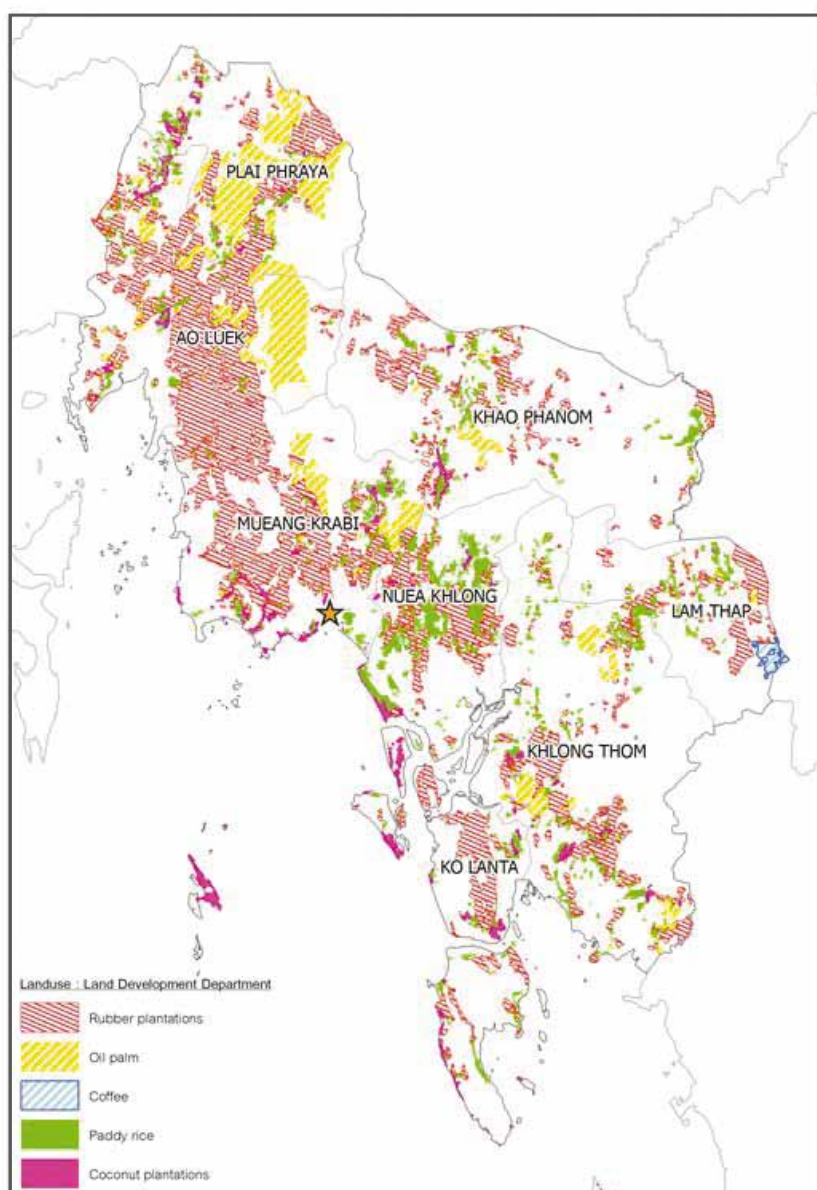 PLAI PHRAYA
AO LUEK
KHAO PHANOM
MUEANG KRABI
NUEA KHLONG
LAM THAP
KHLONG THOM
KO LANTA
Landuse : Land Development Department
Rubber plantations
Oil palm
Coffee
Paddy rice
Coconut plantations